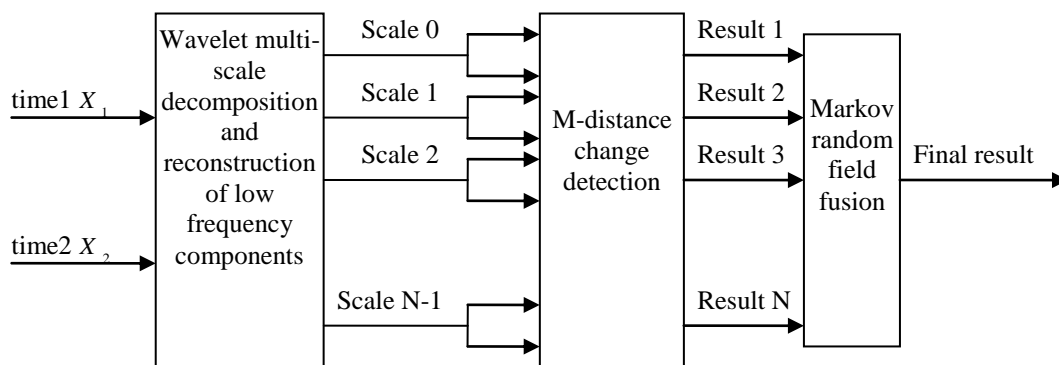 time1 X₁
time2 X₂
Wavelet multi-
scale
decomposition
and
reconstruction
of low
frequency
components
Scale 0
Scale 1
Scale 2
Scale N-1
M-distance
change
detection
Result 1
Result 2
Result 3
Result N
Markov
random
field
fusion
Final result